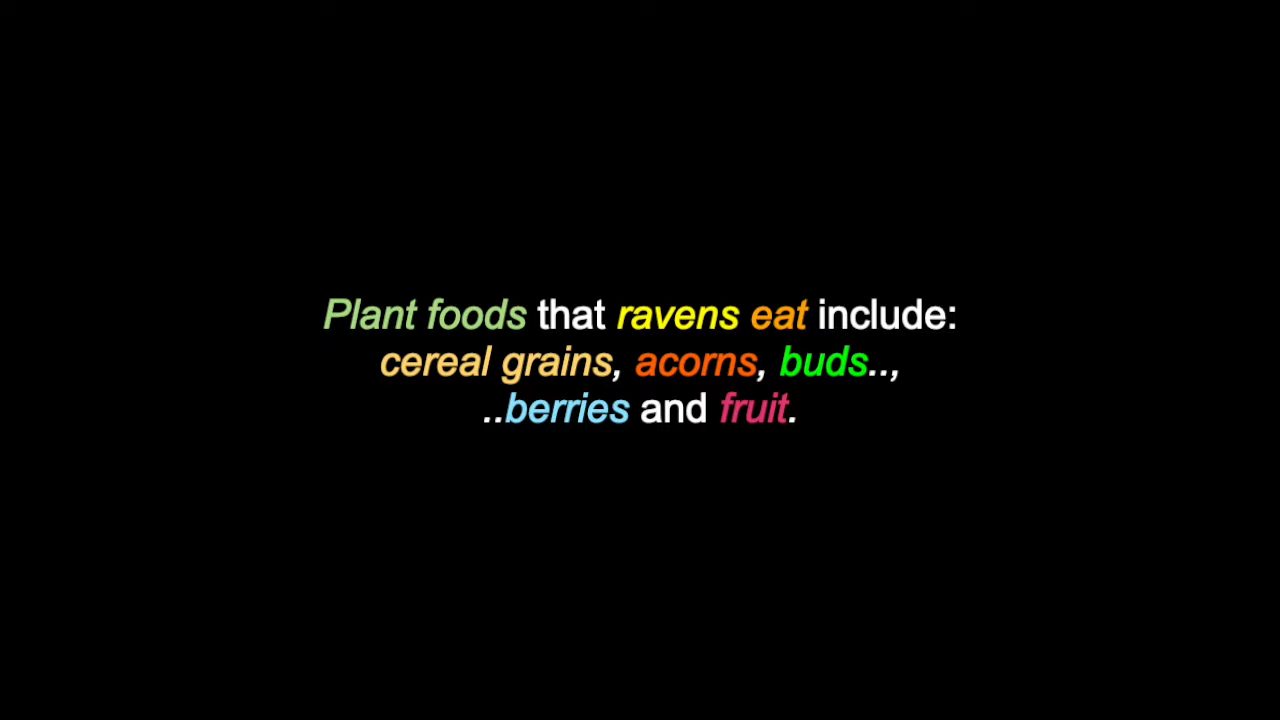 Plant foods that ravens eat include:
cereal grains, acorns, buds..,
..berries and fruit.